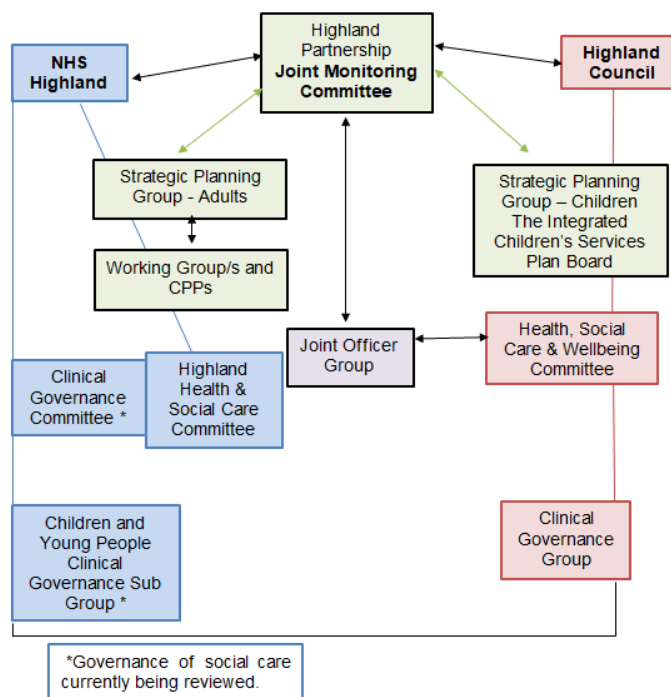 Highland
Partnership
Joint Monitoring
Committee
NHS
Highland
Highland
Council
Strategic Planning
Group - Adults
Strategic Planning
Group – Children
The Integrated
Children's Services
Plan Board
Working Group/s and
CPPs
Joint Officer
Group
Health, Social
Care & Wellbeing
Committee
Clinical
Governance
Committee *
Highland
Health &
Social Care
Committee
Children and
Young People
Clinical
Governance Sub
Group *
Clinical
Governance
Group
*Governance of social care
currently being reviewed.